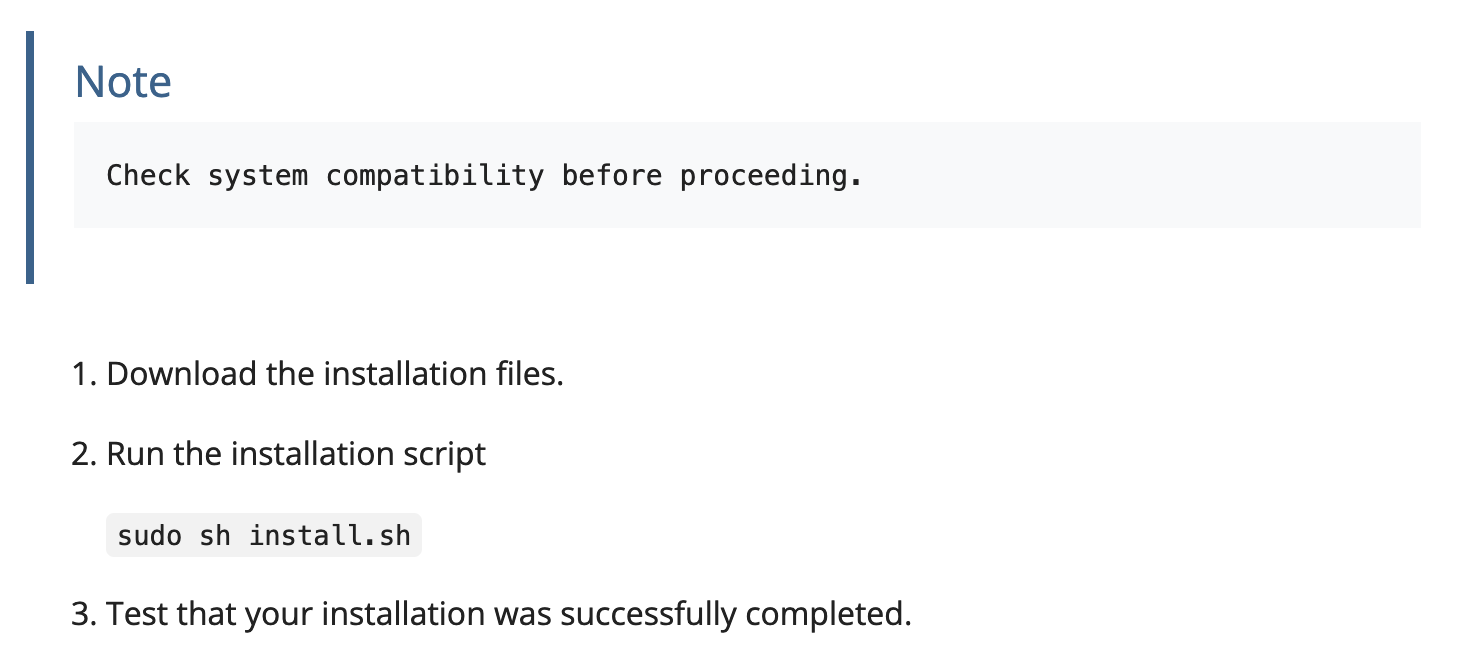 Note
Check system compatibility before proceeding.
1. Download the installation files.
2. Run the installation script
sudo sh install.sh
3. Test that your installation was successfully completed.